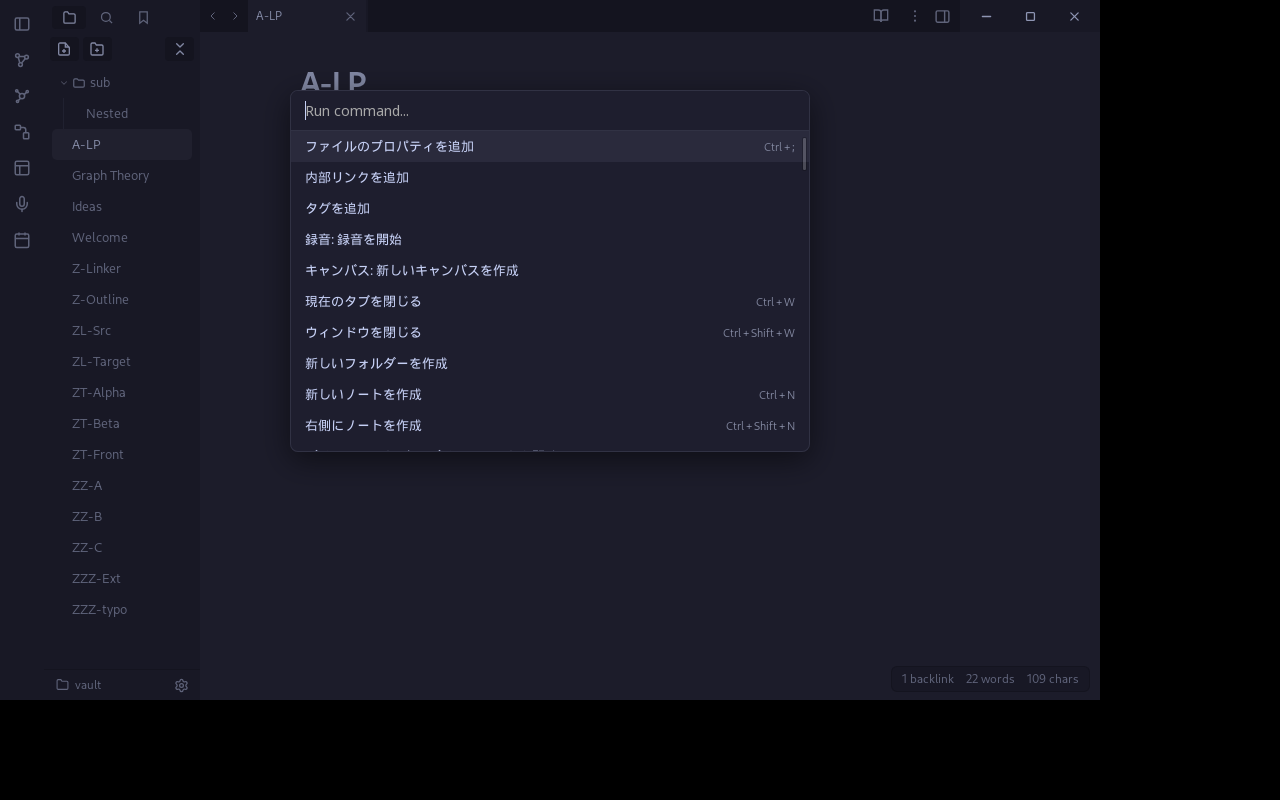 A-LP
sub
Nested
A-LP
Graph Theory
Ideas
Welcome
Z-Linker
Z-Outline
ZL-Src
ZL-Target
ZT-Alpha
ZT-Beta
ZT-Front
ZZ-A
ZZ-B
ZZ-C
ZZZ-Ext
ZZZ-typo
vault
A-LP
Run command...
ファイルのプロパティを追加 Ctrl + ;
内部リンクを追加
タグを追加
録音: 録音を開始
キャンバス: 新しいキャンバスを作成
現在のタブを閉じる Ctrl + W
ウィンドウを閉じる Ctrl + Shift + W
新しいフォルダーを作成
新しいノートを作成 Ctrl + N
右側にノートを作成 Ctrl + Shift + N
1 backlink 22 words 109 chars